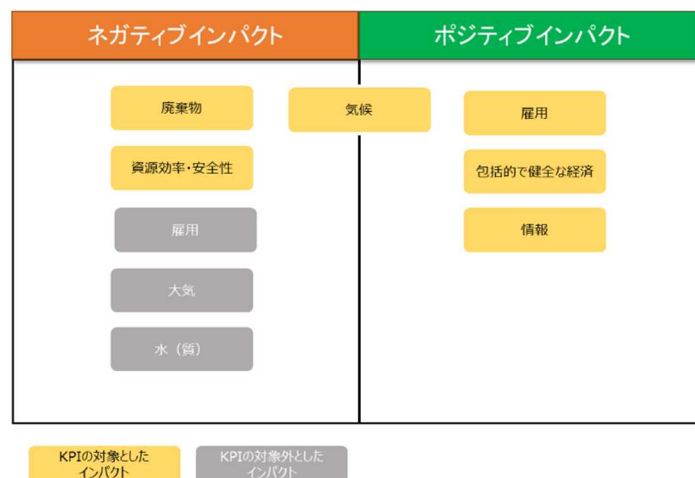 ネガティブインパクト
ポジティブインパクト
廃棄物
気候
雇用
資源効率・安全性
包括的で健全な経済
雇用
情報
大気
水（質）
KPIの対象とした
インパクト
KPIの対象外とした
インパクト